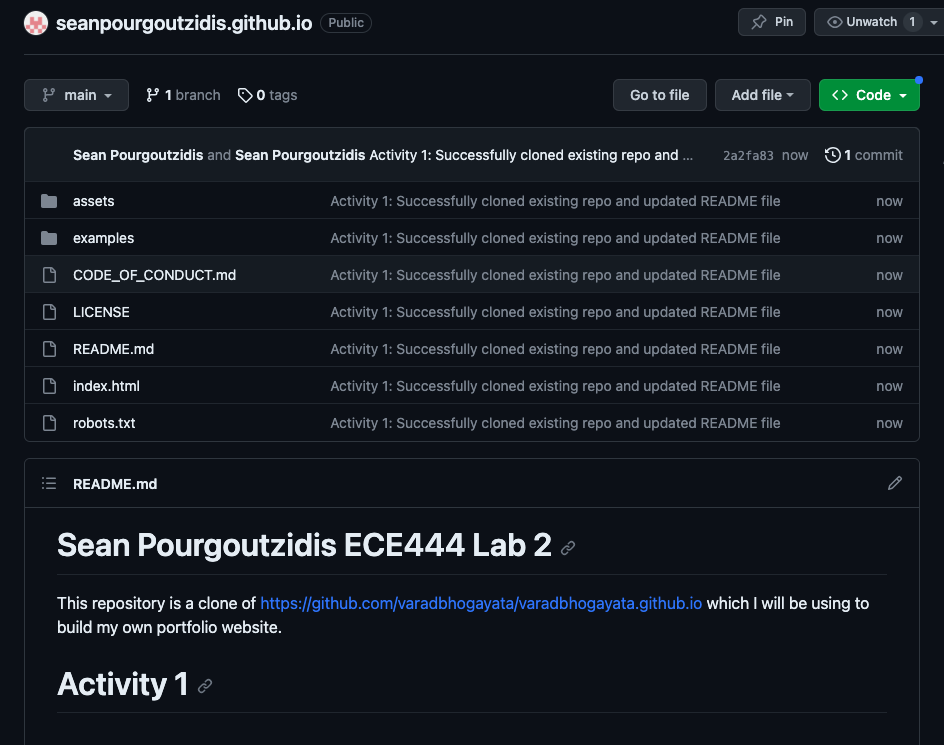 seanpourgoutzidis.github.io Public Pin Unwatch 1
main 1 branch 0 tags Go to file Add file Code
Sean Pourgoutzidis and Sean Pourgoutzidis Activity 1: Successfully cloned existing repo and ... 2a2fa83 now 1 commit
assets Activity 1: Successfully cloned existing repo and updated README file now
examples Activity 1: Successfully cloned existing repo and updated README file now
CODE_OF_CONDUCT.md Activity 1: Successfully cloned existing repo and updated README file now
LICENSE Activity 1: Successfully cloned existing repo and updated README file now
README.md Activity 1: Successfully cloned existing repo and updated README file now
index.html Activity 1: Successfully cloned existing repo and updated README file now
robots.txt Activity 1: Successfully cloned existing repo and updated README file now
README.md
Sean Pourgoutzidis ECE444 Lab 2
This repository is a clone of https://github.com/varadbhogayata/varadbhogayata.github.io which I will be using to
build my own portfolio website.
Activity 1